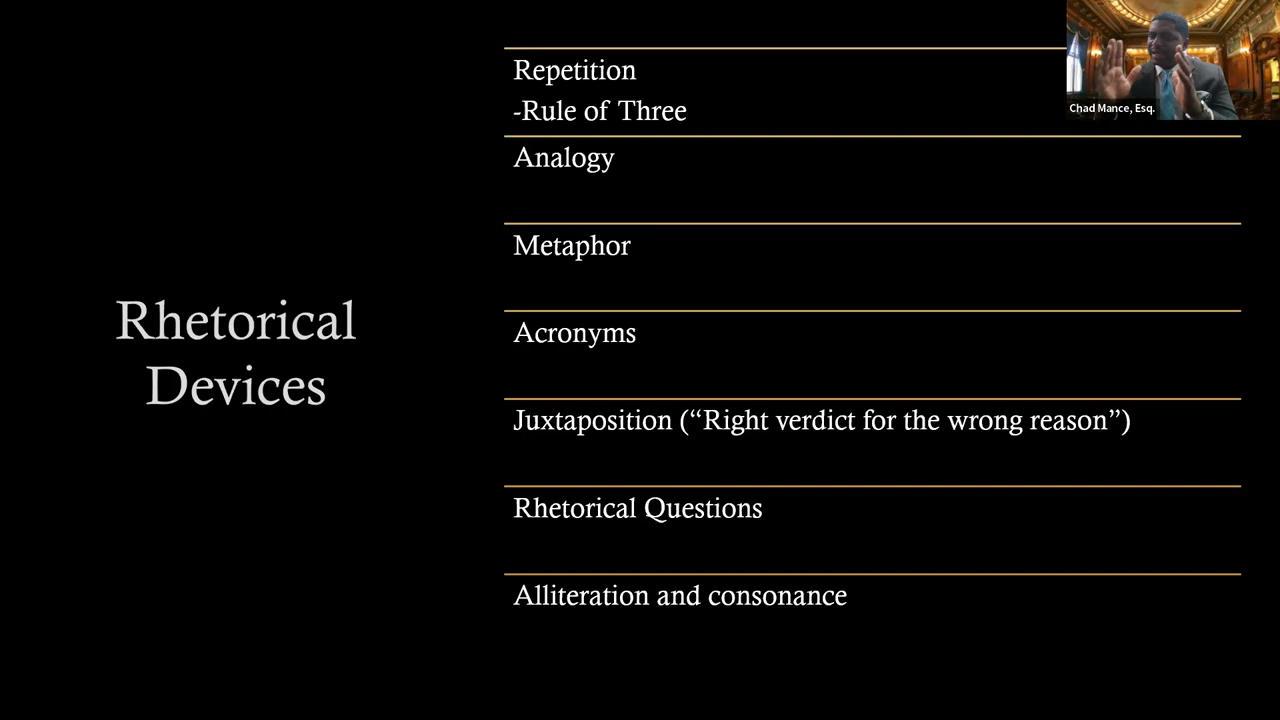 Rhetorical
Devices
Repetition
-Rule of Three
Analogy
Metaphor
Acronyms
Juxtaposition (“Right verdict for the wrong reason”)
Rhetorical Questions
Alliteration and consonance
Chad Mance, Esq.